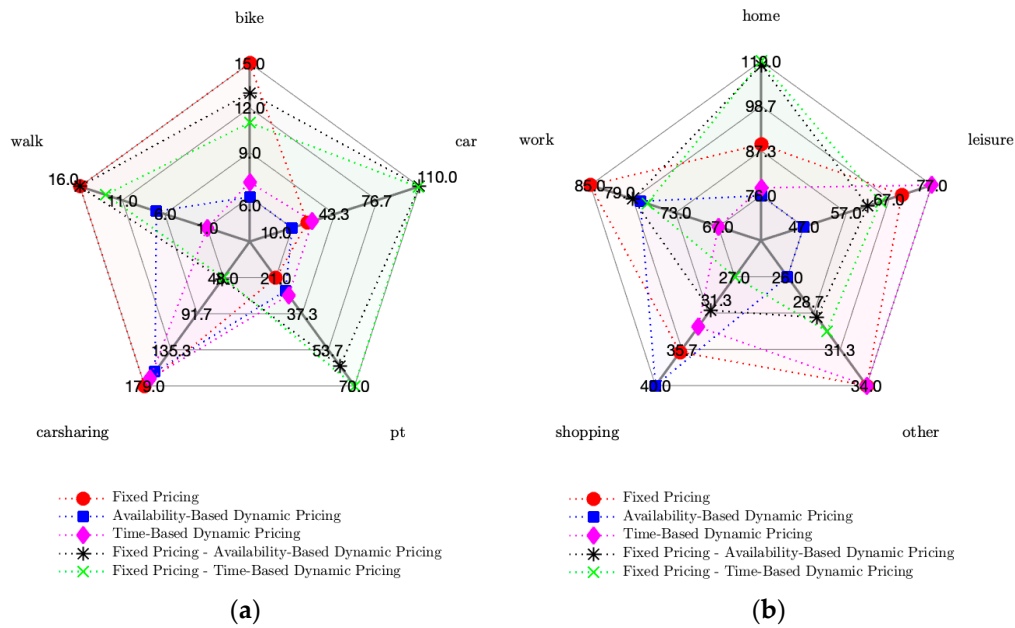 bike
home
15.0
110.0
12.0
98.7
walk
car
work
leisure
9.0
87.3
16.0
110.0
85.0
77.0
11.0
6.0
76.7
79.0
76.0
67.0
6.0
43.3
73.0
57.0
1.0
10.0
67.0
47.0
48.0
21.0
27.0
26.0
91.7
37.3
31.3
28.7
135.3
53.7
35.7
31.3
179.0
70.0
40.0
34.0
carsharing
pt
shopping
other
Fixed Pricing
Fixed Pricing
Availability-Based Dynamic Pricing
Availability-Based Dynamic Pricing
Time-Based Dynamic Pricing
Time-Based Dynamic Pricing
Fixed Pricing - Availability-Based Dynamic Pricing
Fixed Pricing - Availability-Based Dynamic Pricing
Fixed Pricing - Time-Based Dynamic Pricing
Fixed Pricing - Time-Based Dynamic Pricing
(a)
(b)